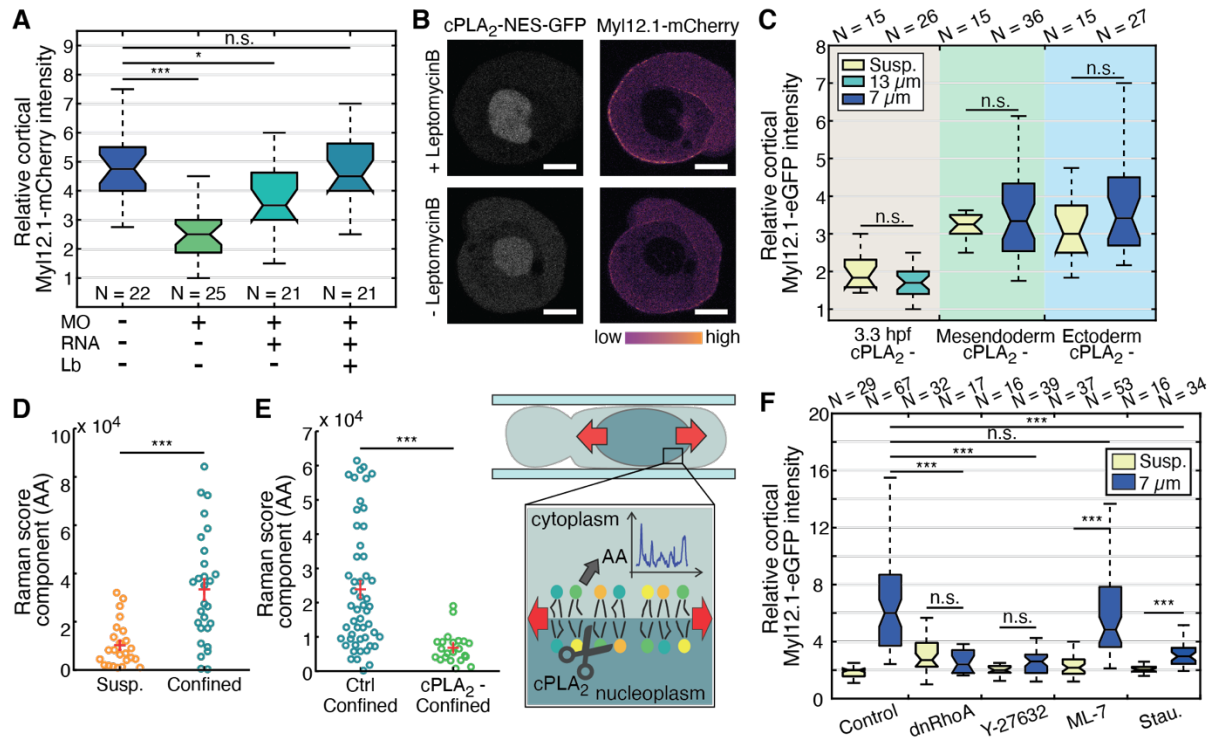 A
Relative cortical
Myl12.1-mCherry intensity
9
8
7
6
5
4
3
2
1
n.s.
*
***
N = 22 N = 25 N = 21 N = 21
MO - + + +
RNA - - + +
Lb - - - +
B
cPLA2-NES-GFP Myl12.1-mCherry
+ LeptomycinB
- LeptomycinB
low high
C
N = 15 N = 26 N = 15 N = 36 N = 15 N = 27
Relative cortical
Myl12.1-eGFP intensity
8
7
6
5
4
3
2
1
Susp.
13 µm
7 µm
n.s.
n.s.
n.s.
3.3 hpf Mesendoderm Ectoderm
cPLA2 - cPLA2 - cPLA2 -
D
Raman score
component (AA)
x 10⁴
10
8
6
4
2
0
***
Susp. Confined
E
Raman score
component (AA)
x 10⁴
7
6
5
4
3
2
1
0
***
Ctrl cPLA2 -
Confined Confined
cytoplasm
AA
cPLA2
nucleoplasm
F
N = 29 N = 67 N = 32 N = 17 N = 16 N = 39 N = 37 N = 53 N = 16 N = 34
Relative cortical
Myl12.1-eGFP intensity
20
16
12
8
4
2
0
***
n.s.
***
***
Susp.
7 µm
***
n.s.
n.s.
***
Control dnRhoA Y-27632 ML-7 Stau.